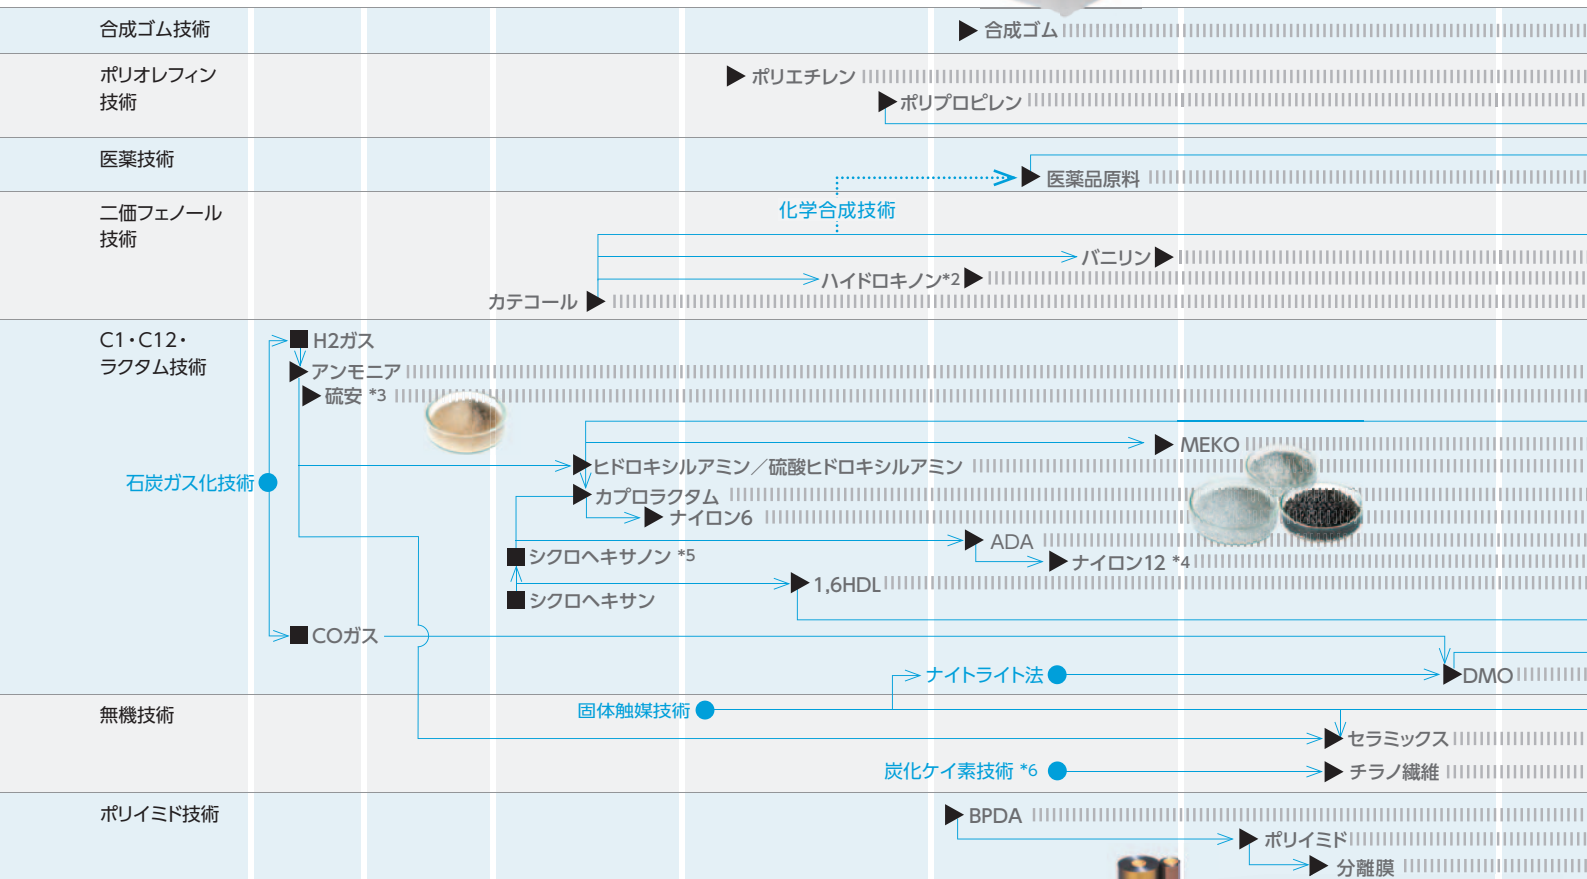 合成ゴム技術
合成ゴム
ポリオレフィン
技術
ポリエチレン
ポリプロピレン
医薬技術
医薬品原料
二価フェノール
技術
化学合成技術
バニリン
ハイドロキノン*2
カテコール
C1・C12・
ラクタム技術
H2ガス
アンモニア
硫安 *3
MEKO
ヒドロキシルアミン／硫酸ヒドロキシルアミン
石炭ガス化技術
カプロラクタム
ナイロン6
ADA
シクロヘキサノン *5
ナイロン12 *4
1,6HDL
シクロヘキサン
COガス
ナイトライト法
DMO
無機技術
固体触媒技術
セラミックス
炭化ケイ素技術 *6
チラノ繊維
ポリイミド技術
BPDA
ポリイミド
分離膜